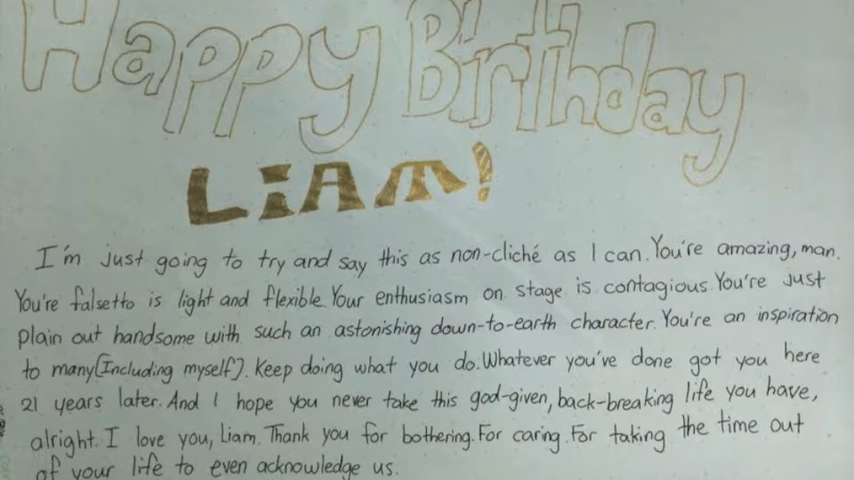 Happy Birthday
LiAM!
I'm just going to try and say this as non-cliché as I can. You're amazing, man.
You're falsetto is light and flexible. Your enthusiasm on stage is contagious. You're just
plain out handsome with such an astonishing down-to-earth character. You're an inspiration
to many [Including myself]. Keep doing what you do. Whatever you've done got you here
21 years later. And I hope you never take this god-given, back-breaking life you have,
alright. I love you, Liam. Thank you for bothering. For caring. For taking the time out
of your life to even acknowledge us.